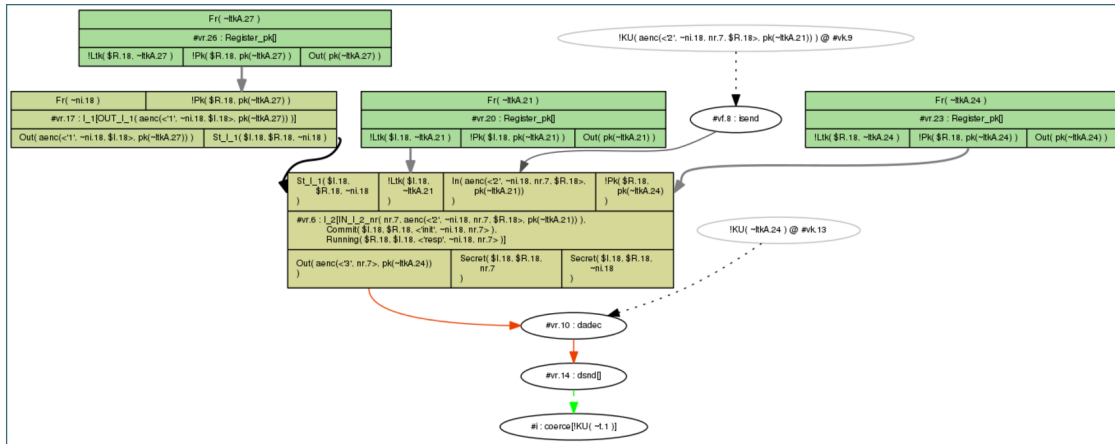 Fr( ~ltkA.27 )
#vr.26 : Register_pk[]
!Ltk( $R.18, ~ltkA.27 ) !Pk( $R.18, pk(~ltkA.27) ) Out( pk(~ltkA.27) )
!KU( aenc(<'2', ~ni.18, nr.7, $R.18>, pk(~ltkA.21)) ) @ #vk.9
Fr( ~ni.18 ) !Pk( $R.18, pk(~ltkA.27) )
#vr.17 : I_1[OUT_I_1( aenc(<'1', ~ni.18, $I.18>, pk(~ltkA.27)) )]
Out( aenc(<'1', ~ni.18, $I.18>, pk(~ltkA.27)) ) St_I_1( $I.18, $R.18, ~ni.18 )
Fr( ~ltkA.21 )
#vr.20 : Register_pk[]
!Ltk( $I.18, ~ltkA.21 ) !Pk( $I.18, pk(~ltkA.21) ) Out( pk(~ltkA.21) )
#vf.8 : isend
Fr( ~ltkA.24 )
#vr.23 : Register_pk[]
!Ltk( $R.18, ~ltkA.24 ) !Pk( $R.18, pk(~ltkA.24) ) Out( pk(~ltkA.24) )
St_I_1( $I.18, !Ltk( $I.18, In( aenc(<'2', ~ni.18, nr.7, $R.18>, !Pk( $R.18,
$R.18, ~ni.18 ~ltkA.21 pk(~ltkA.21)) pk(~ltkA.24)
) ) ) )
#vr.6 : I_2[IN_I_2_nr( nr.7, aenc(<'2', ~ni.18, nr.7, $R.18>, pk(~ltkA.21)) ),
Commit( $I.18, $R.18, <'init', ~ni.18, nr.7> ),
Running( $R.18, $I.18, <'resp', ~ni.18, nr.7> )]
Out( aenc(<'3', nr.7>, pk(~ltkA.24)) Secret( $I.18, $R.18, Secret( $I.18, $R.18,
) nr.7 ~ni.18
) )
!KU( ~ltkA.24 ) @ #vk.13
#vr.10 : dadec
#vr.14 : dsnd[]
#i : coerce[!KU( ~t.1 )]